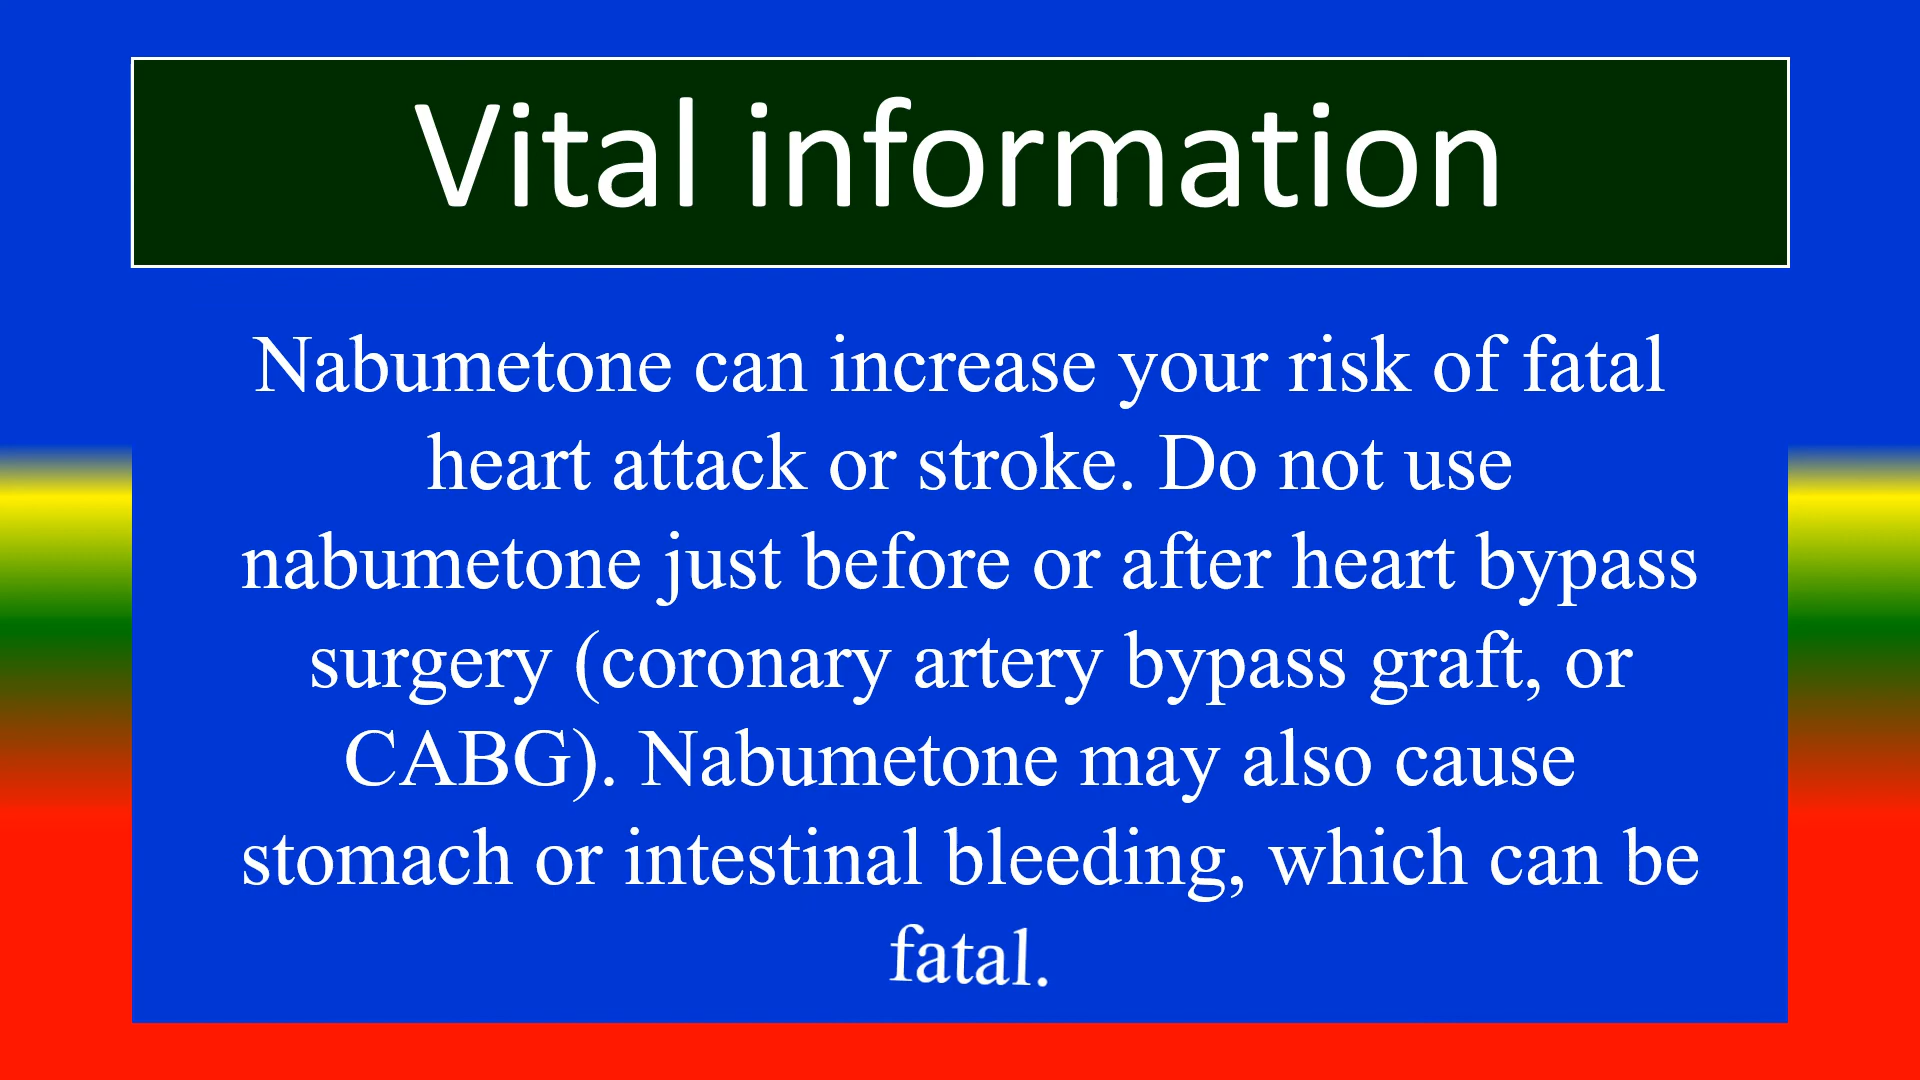 Vital information
Nabumetone can increase your risk of fatal
heart attack or stroke. Do not use
nabumetone just before or after heart bypass
surgery (coronary artery bypass graft, or
CABG). Nabumetone may also cause
stomach or intestinal bleeding, which can be
fatal.